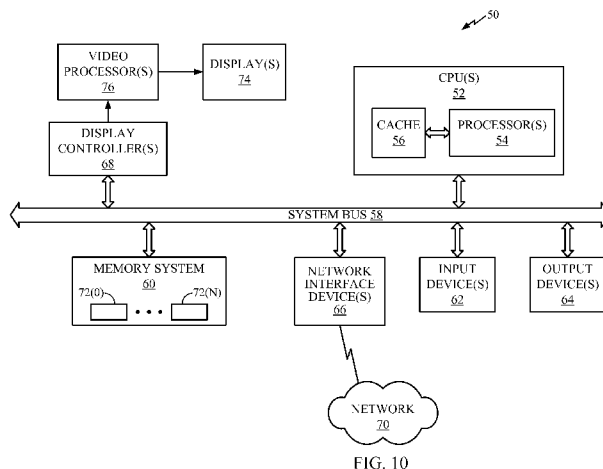 50
VIDEO
PROCESSOR(S)
76
DISPLAY(S)
74
CPU(S)
52
CACHE
56
PROCESSOR(S)
54
DISPLAY
CONTROLLER(S)
68
SYSTEM BUS 58
MEMORY SYSTEM
60
72(0)
72(N)
NETWORK
INTERFACE
DEVICE(S)
66
INPUT
DEVICE(S)
62
OUTPUT
DEVICE(S)
64
NETWORK
70
FIG. 10